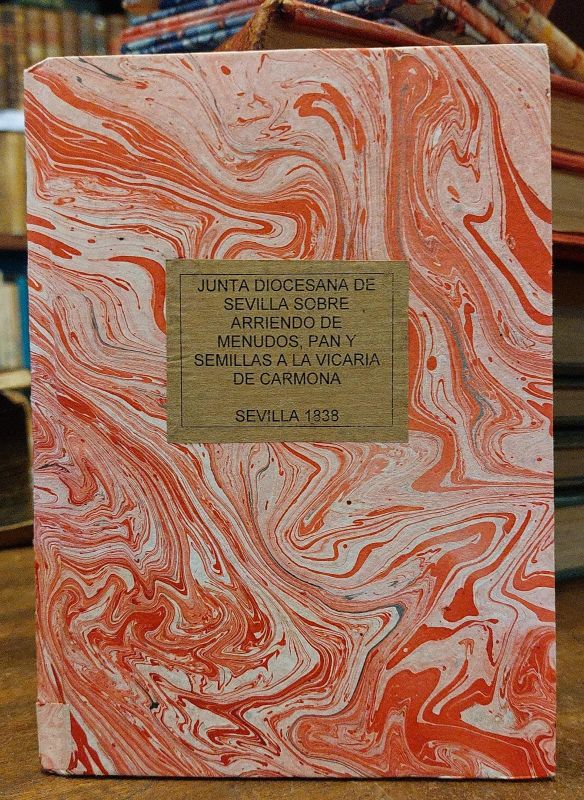 JUNTA DIOCESANA DE
SEVILLA SOBRE
ARRIENDO DE
MENUDOS, PAN Y
SEMILLAS A LA VICARIA
DE CARMONA
SEVILLA 1838